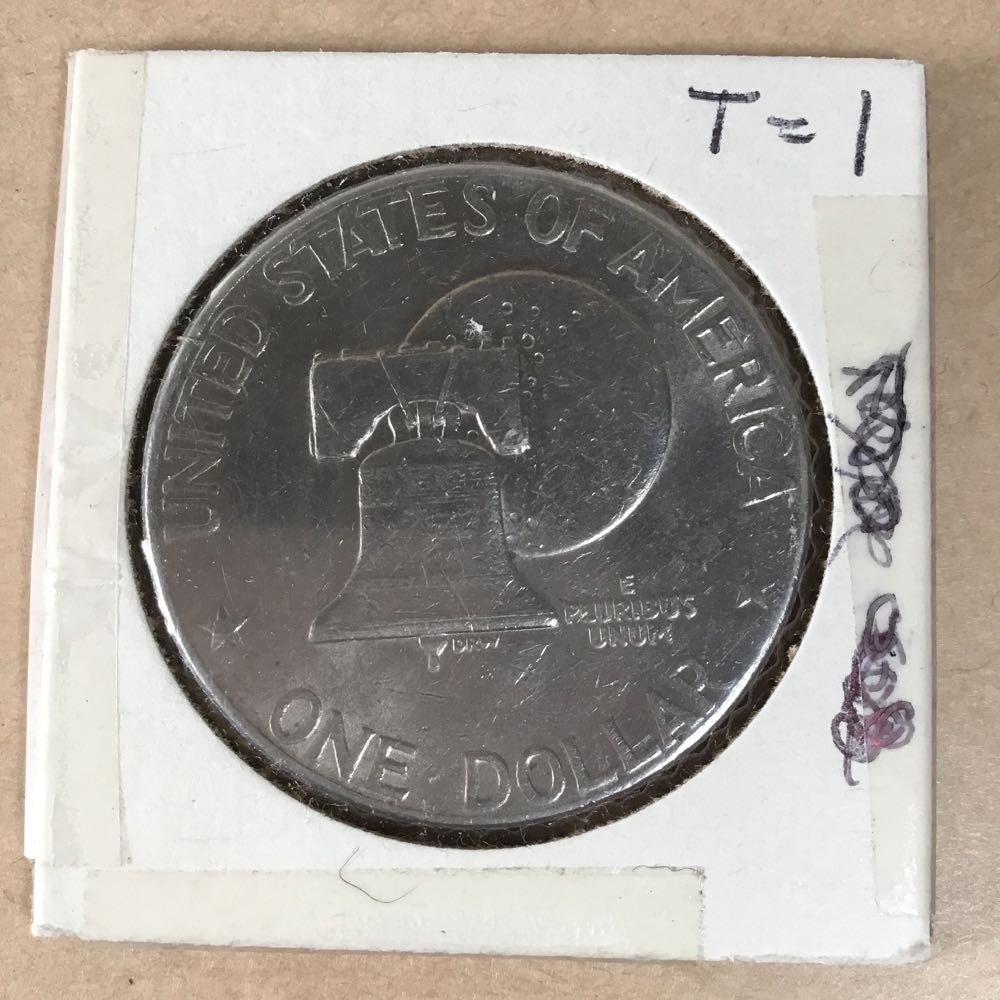 T = 1
UNITED STATES OF AMERICA
E
PLURIBUS
UNUM
DRW
ONE DOLLAR